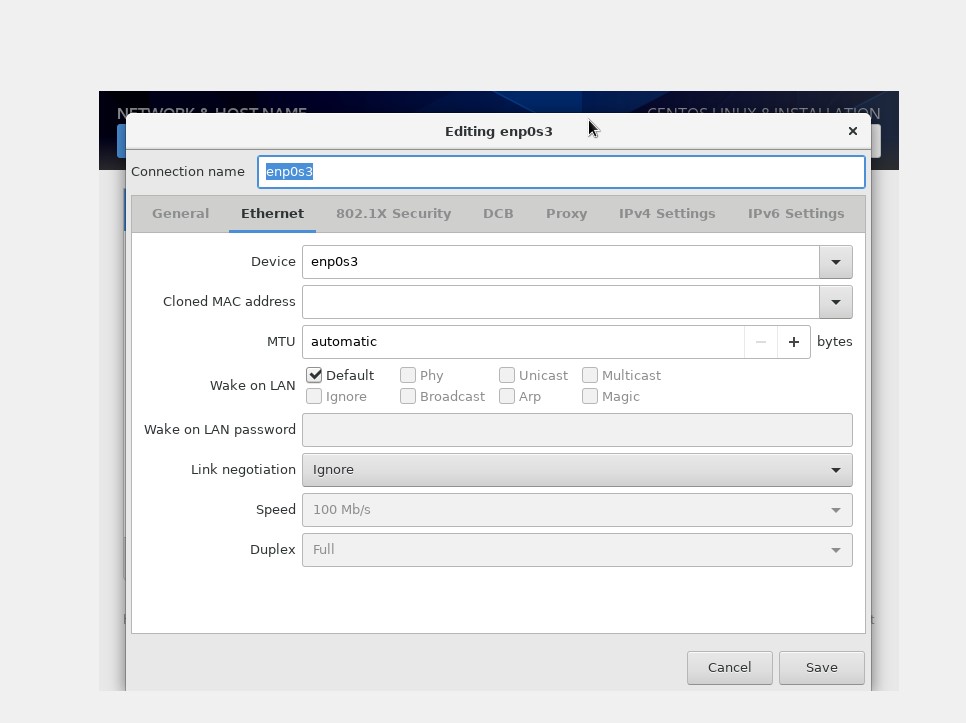 NETWORK & HOST NAME CENTOS LINUX 8 INSTALLATION
Editing enp0s3
Connection name enp0s3
General Ethernet 802.1X Security DCB Proxy IPv4 Settings IPv6 Settings
Device enp0s3
Cloned MAC address
MTU automatic bytes
Wake on LAN Default Phy Unicast Multicast
Ignore Broadcast Arp Magic
Wake on LAN password
Link negotiation Ignore
Speed 100 Mb/s
Duplex Full
Cancel Save